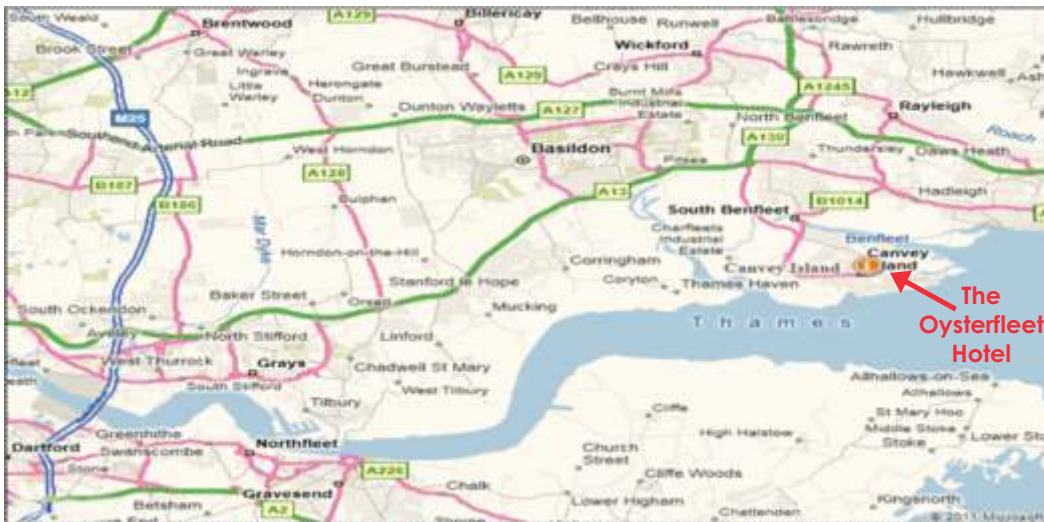 South Weald
Brentwood
A129
Billericay
Bellhouse
Runwell
Battlesbridge
Hullbridge
Brook Street
Great Warley
Wickford
Rawreth
Ingrave
Herongate
Great Burstead
A129
Crays Hill
Hawkwell
Little
Warley
Dunton
Dunton Wayletts
A127
Burnt Mills
Industrial
Estate
A1245
Rayleigh
M25
Southend Arterial Road
North Benfleet
Roach
A130
West Horndon
Basildon
Pitsea
Thundersley
Daws Heath
B187
A128
A13
Hadleigh
B186
Bulphan
B1014
South Benfleet
Mar Dyke
Charfleets
Industrial
Estate
Benfleet
Horndon-on-the-Hill
Corringham
Canvey Island
Canvey
Island
Stanford le Hope
Coryton
Thames Haven
Baker Street
Orsett
Mucking
The
Oysterfleet
Hotel
South Ockendon
Thames
Aveley
North Stifford
Linford
West Thurrock
Grays
Chadwell St Mary
Allhallows-on-Sea
South Stifford
West Tilbury
Allhallows
Tilbury
Cliffe
St Mary Hoo
Middle Stoke
Greenhithe
High Halstow
Stoke
Dartford
Swanscombe
Northfleet
Church
Street
Stone
A226
Cliffe Woods
Gravesend
Chalk
Betsham
A2
Lower Higham
Kingsnorth
Chattenden
© 2011 Microsoft